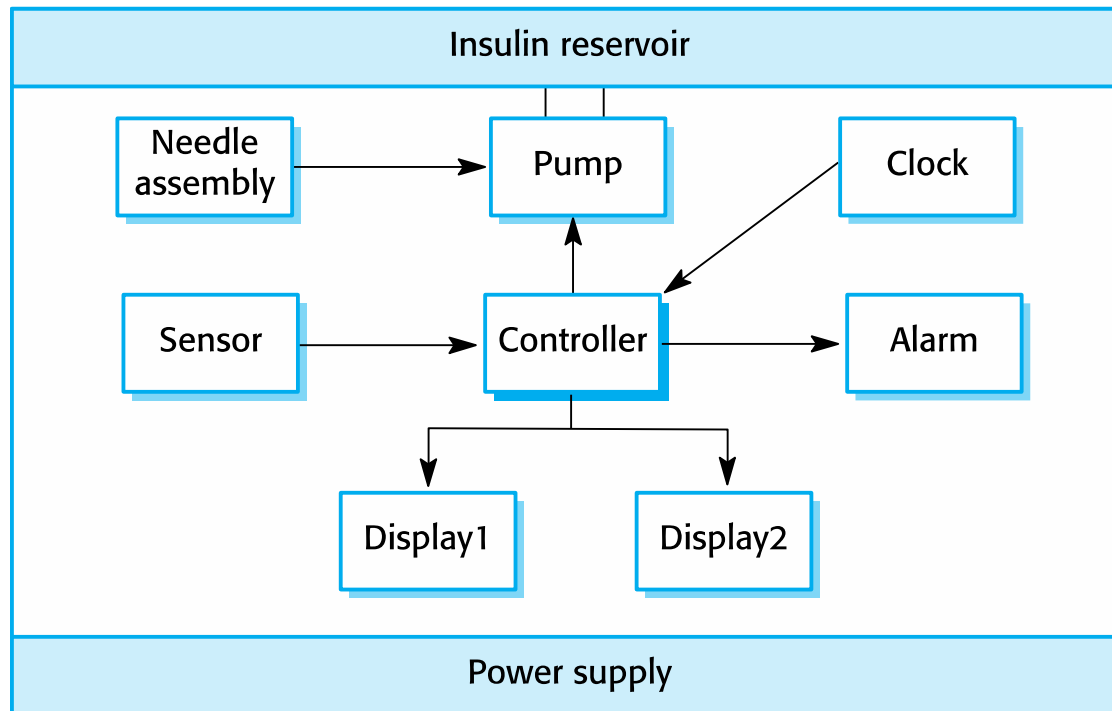 Insulin reservoir
Needle
assembly
Pump
Clock
Sensor
Controller
Alarm
Display1
Display2
Power supply